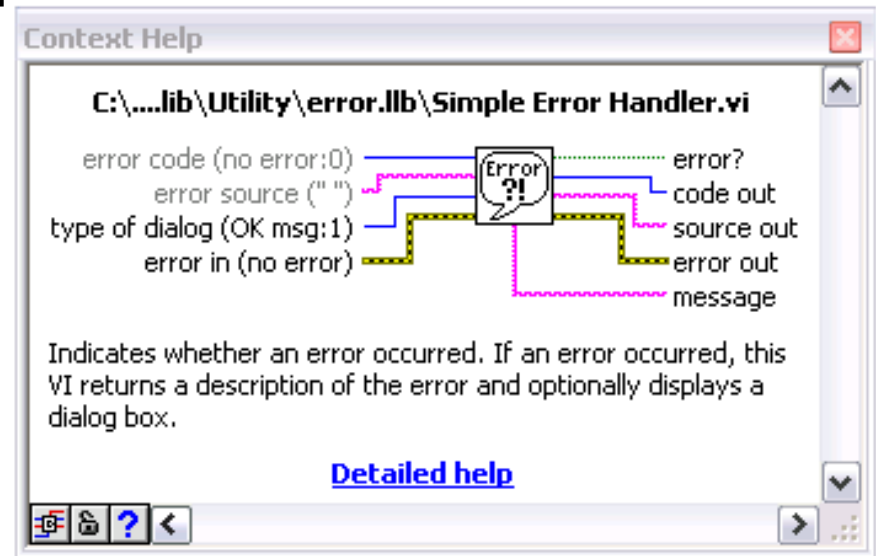 Context Help
C:\....lib\Utility\error.llb\Simple Error Handler.vi
error code (no error:0)
error source (" ")
type of dialog (OK msg:1)
error in (no error)
Error
?!
error?
code out
source out
error out
message
Indicates whether an error occurred. If an error occurred, this
VI returns a description of the error and optionally displays a
dialog box.
Detailed help
?